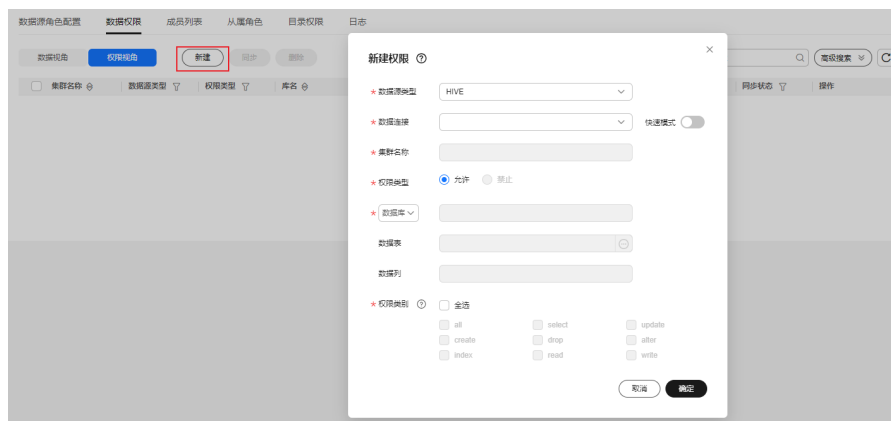 数据源角色配置 数据权限 成员列表 从属角色 目录权限 日志
数据视角 权限视角 新建 同步 删除 高级搜索
集群名称 数据源类型 权限类型 库名 同步状态 操作
新建权限
* 数据源类型 HIVE
* 数据连接 快速模式
* 集群名称
* 权限类型 允许 禁止
* 数据库
数据表
数据列
* 权限类别 全选
all select update
create drop alter
index read write
取消 确定